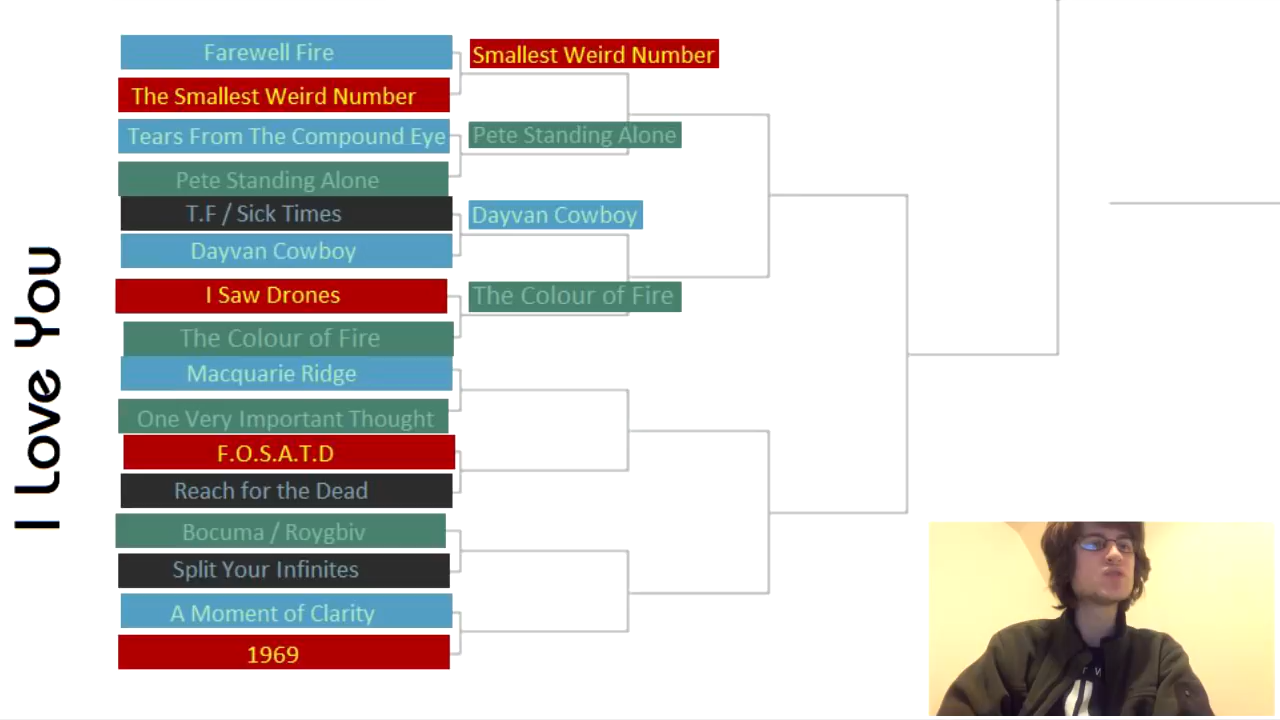 I Love You
Farewell Fire
The Smallest Weird Number
Tears From The Compound Eye
Pete Standing Alone
T.F / Sick Times
Dayvan Cowboy
I Saw Drones
The Colour of Fire
Macquarie Ridge
One Very Important Thought
F.O.S.A.T.D
Reach for the Dead
Bocuma / Roygbiv
Split Your Infinites
A Moment of Clarity
1969
Smallest Weird Number
Pete Standing Alone
Dayvan Cowboy
The Colour of Fire